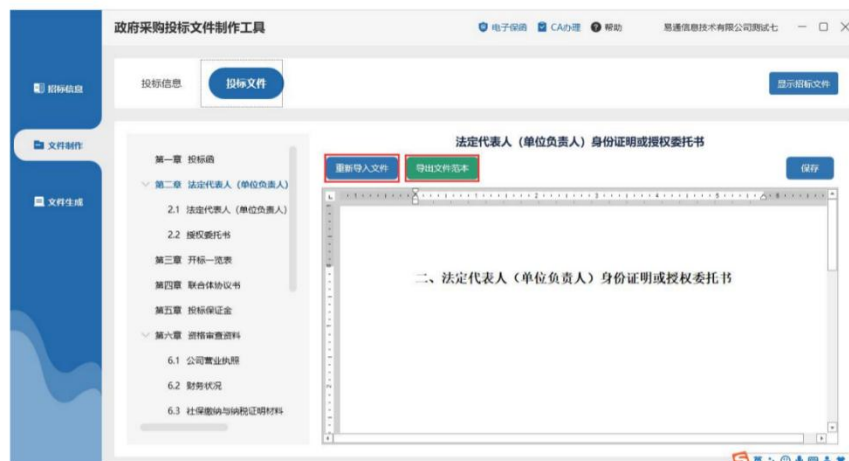 政府采购投标文件制作工具
电子保函 CA办理 帮助 易通信息技术有限公司测试七
招标信息
文件制作
文件生成
投标信息 投标文件 显示招标文件
第一章 投标函
第二章 法定代表人（单位负责人）
2.1 法定代表人（单位负责人）
2.2 授权委托书
第三章 开标一览表
第四章 联合体协议书
第五章 投标保证金
第六章 资格审查资料
6.1 公司营业执照
6.2 财务状况
6.3 社保缴纳与纳税证明材料
法定代表人（单位负责人）身份证明或授权委托书
重新导入文件 导出文件范本 保存
二、法定代表人（单位负责人）身份证明或授权委托书